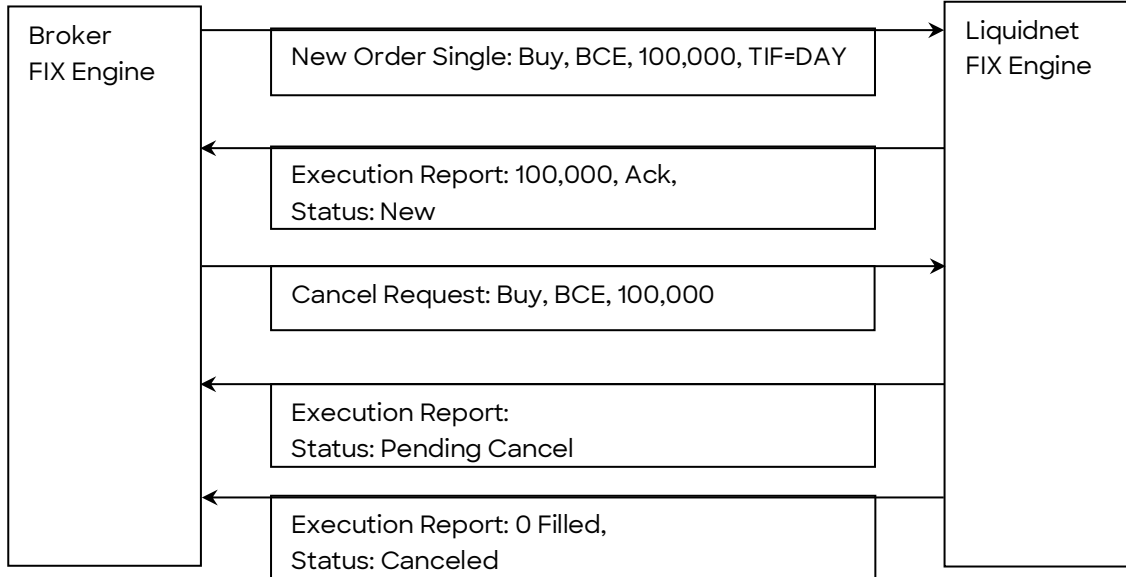 Broker
FIX Engine
New Order Single: Buy, BCE, 100,000, TIF=DAY
Liquidnet
FIX Engine
Execution Report: 100,000, Ack,
Status: New
Cancel Request: Buy, BCE, 100,000
Execution Report:
Status: Pending Cancel
Execution Report: 0 Filled,
Status: Canceled